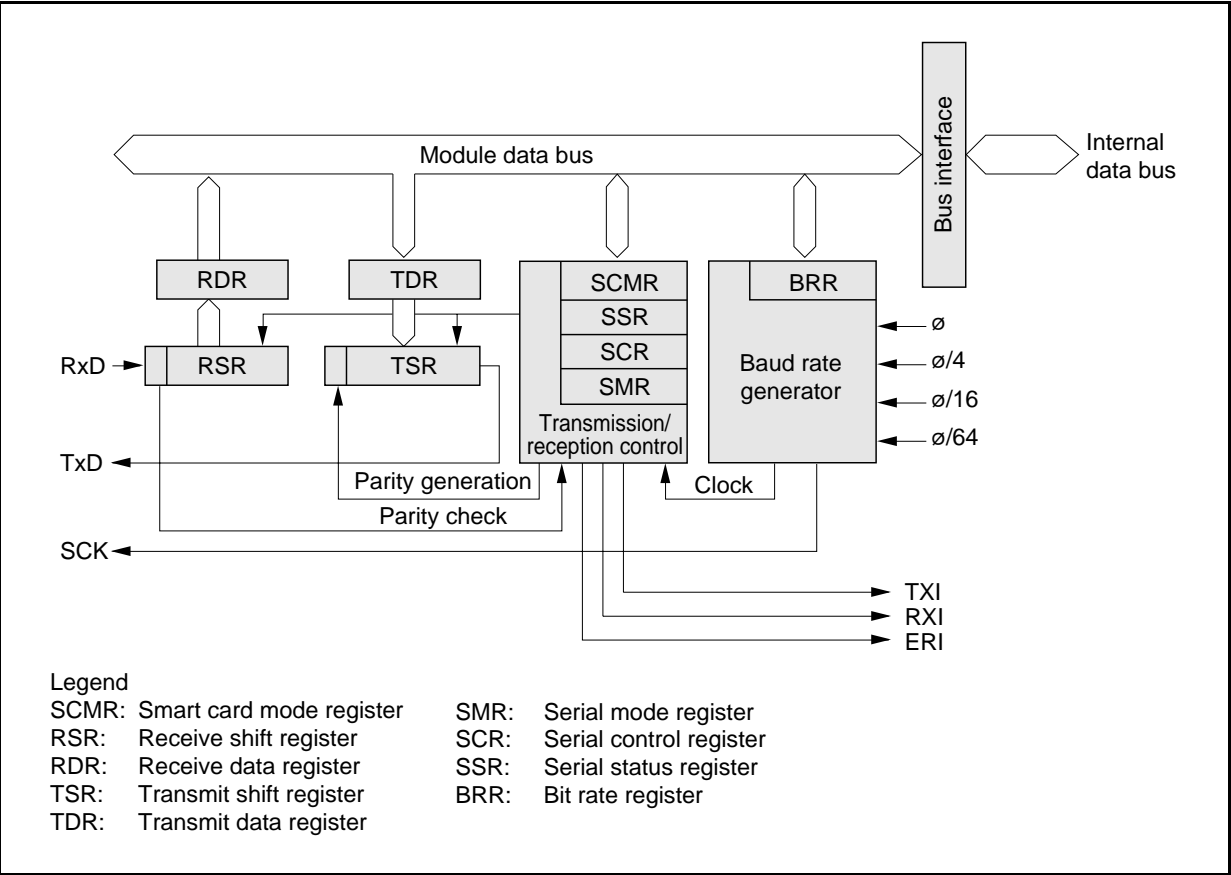 Bus interface
Internal
data bus
Module data bus
RDR
TDR
SCMR
BRR
SSR
ø
RxD
RSR
TSR
SCR
Baud rate
generator
ø/4
SMR
ø/16
Transmission/
reception control
ø/64
TxD
Parity generation
Clock
Parity check
SCK
TXI
RXI
ERI
Legend
SCMR: Smart card mode register
RSR: Receive shift register
RDR: Receive data register
TSR: Transmit shift register
TDR: Transmit data register
SMR: Serial mode register
SCR: Serial control register
SSR: Serial status register
BRR: Bit rate register